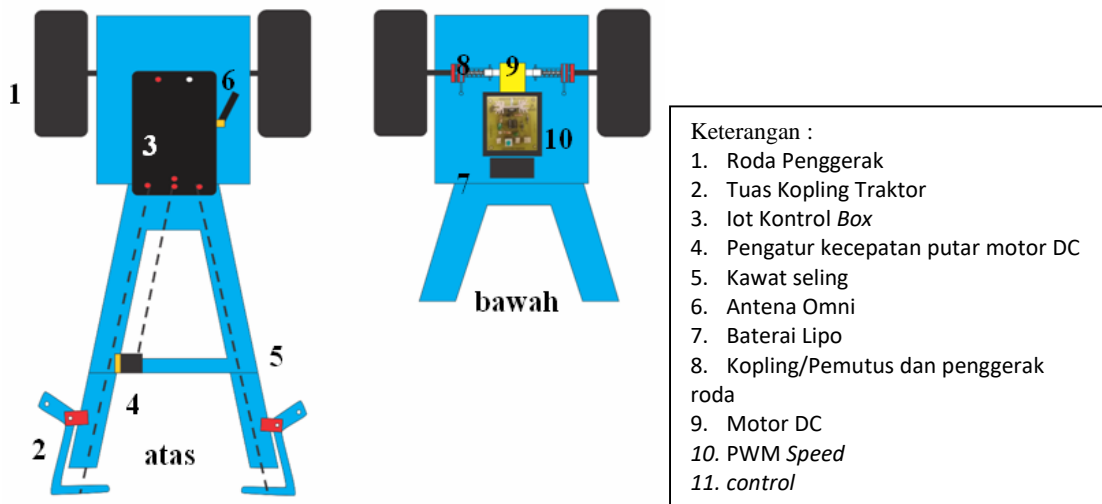 1
6
3
5
4
2
atas
8
9
10
7
bawah
Keterangan :
1. Roda Penggerak
2. Tuas Kopling Traktor
3. Iot Kontrol Box
4. Pengatur kecepatan putar motor DC
5. Kawat seling
6. Antena Omni
7. Baterai Lipo
8. Kopling/Pemutus dan penggerak
roda
9. Motor DC
10. PWM Speed
11. control